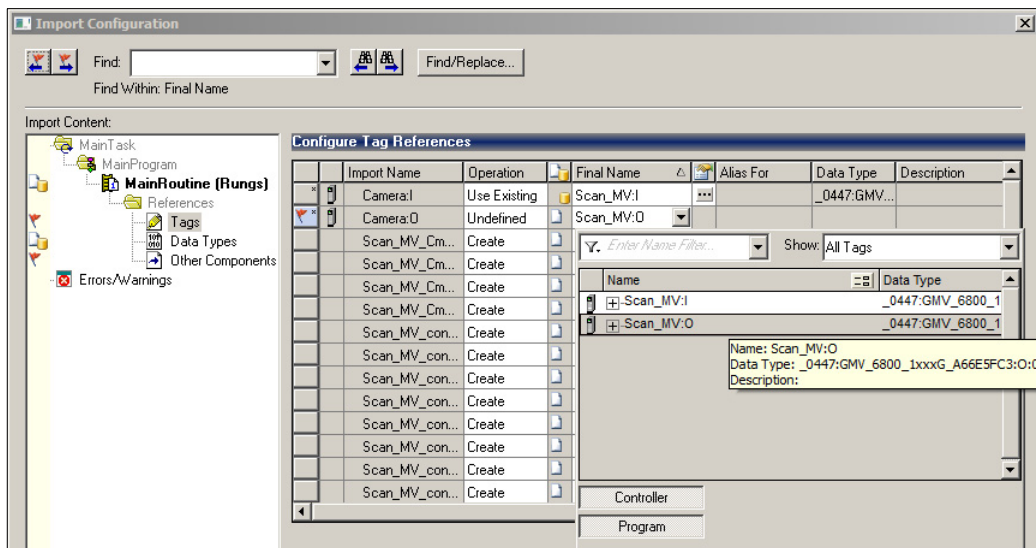 Import Configuration
Find:
Find/Replace...
Find Within: Final Name
Import Content:
MainTask
MainProgram
MainRoutine (Rungs)
References
Tags
Data Types
Other Components
Errors/Warnings
Configure Tag References
Import Name Operation Final Name Alias For Data Type Description
Camera:I Use Existing Scan_MV:I ... _0447:GMV...
Camera:O Undefined Scan_MV:O
Scan_MV_Cm... Create
Scan_MV_Cm... Create
Scan_MV_Cm... Create
Scan_MV_Cm... Create
Scan_MV_con... Create
Scan_MV_con... Create
Scan_MV_con... Create
Scan_MV_con... Create
Scan_MV_con... Create
Scan_MV_con... Create
Scan_MV_con... Create
Scan_MV_con... Create
Enter Name Filter... Show: All Tags
Name Data Type
Scan_MV:I _0447:GMV_6800_1
Scan_MV:O _0447:GMV_6800_1
Name: Scan_MV:O
Data Type: _0447:GMV_6800_1xxxG_A66E5FC3:O:0
Description:
Controller
Program